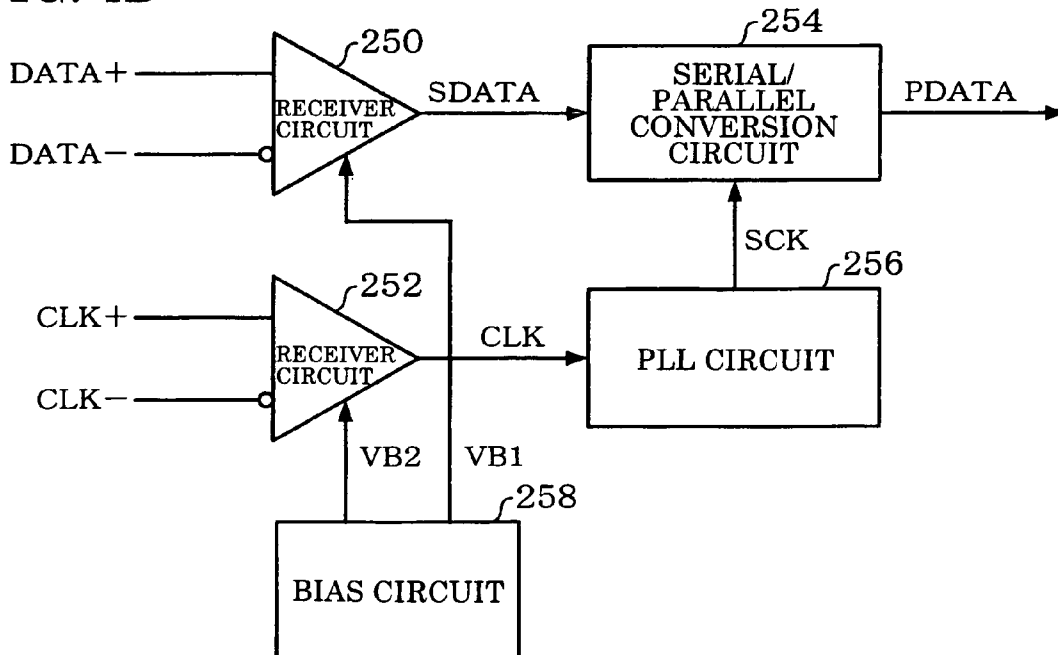 250
254
DATA+
RECEIVER
CIRCUIT
SDATA
SERIAL/
PARALLEL
CONVERSION
CIRCUIT
PDATA
DATA−
SCK
252
256
CLK+
RECEIVER
CIRCUIT
CLK
PLL CIRCUIT
CLK−
VB2
VB1
258
BIAS CIRCUIT